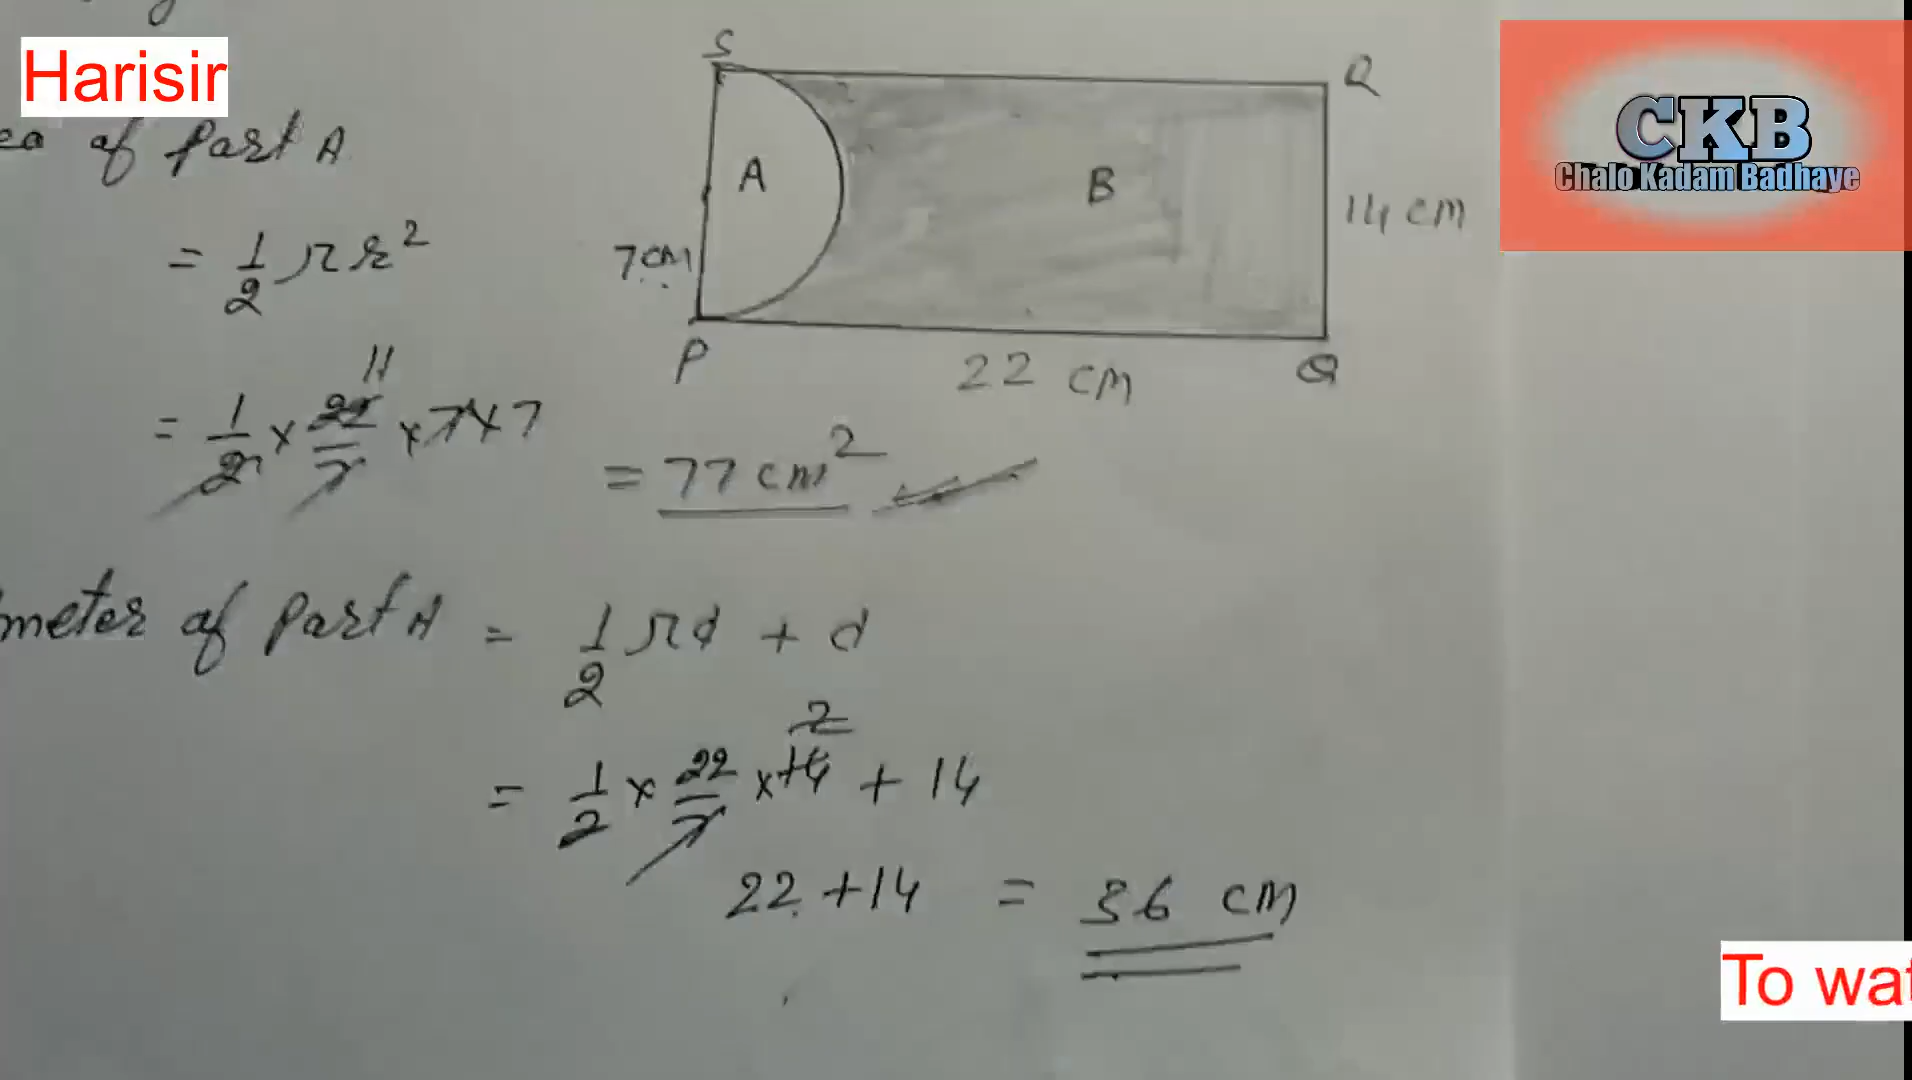 Harisir
CKB
Chalo Kadam Badhaye
S
R
A
B
14 cm
7cm
P
22 cm
Q
of Part A
= 1/2 πr²
11
= 1/2 × 22/7 × 7×7
= 77 cm²
meter of Part A = 1/2 πd + d
2
= 1/2 × 22/7 × 14 + 14
22 + 14 = 36 cm
To wat